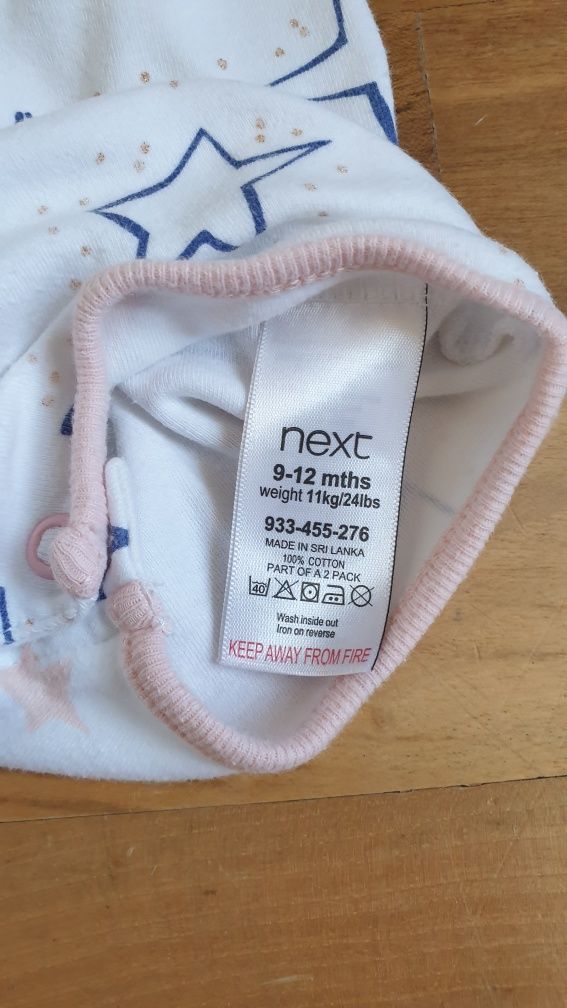 next
9-12 mths
weight 11kg/24lbs
933-455-276
MADE IN SRI LANKA
100% COTTON
PART OF A 2 PACK
40
Wash inside out
Iron on reverse
KEEP AWAY FROM FIRE